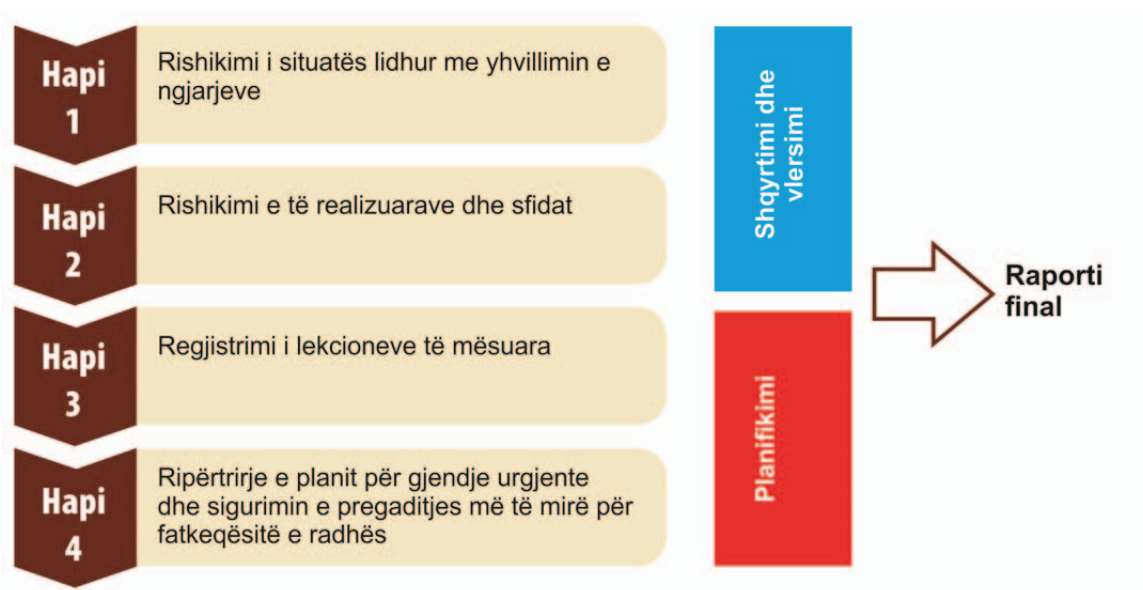 Hapi
1
Rishikimi i situatës lidhur me yhvillimin e
ngjarjeve
Hapi
2
Rishikimi e të realizuarave dhe sfidat
Hapi
3
Regjistrimi i lekcioneve të mësuara
Hapi
4
Ripërtrirje e planit për gjendje urgjente
dhe sigurimin e pregaditjes më të mirë për
fatkeqësitë e radhës
Shqyrtimi dhe
vlersimi
Planifikimi
Raporti
final